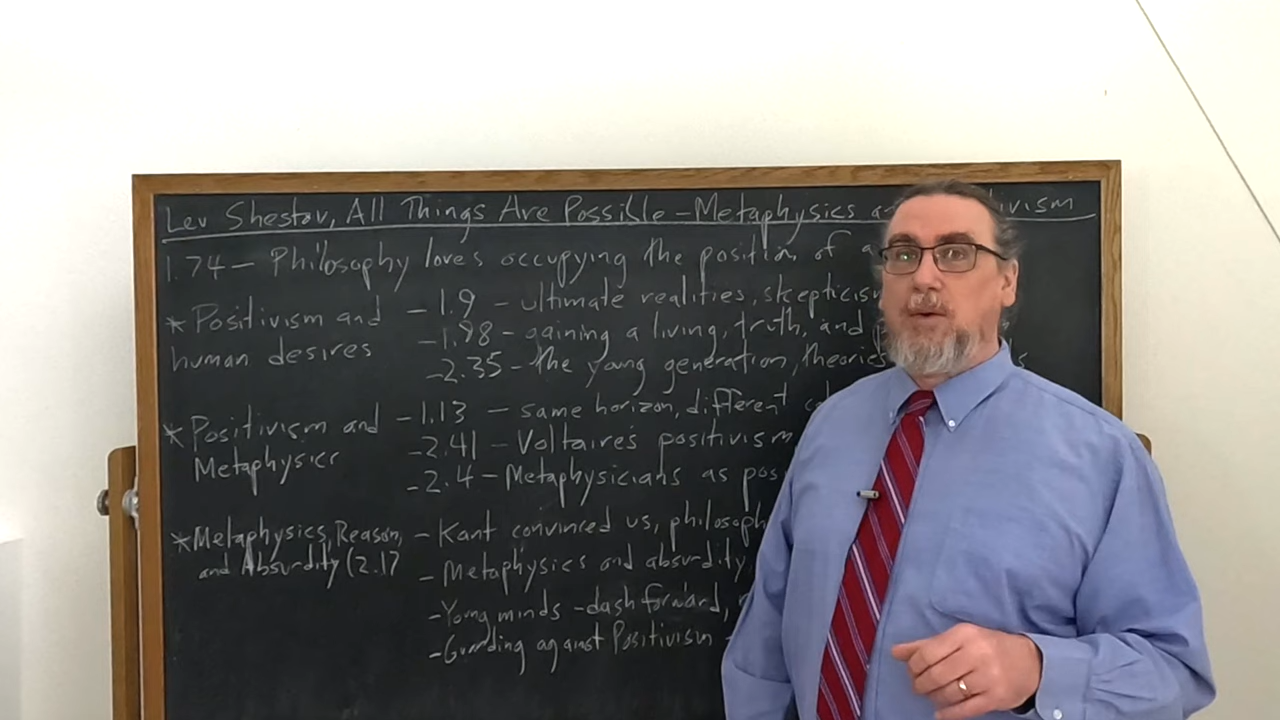 Lev Shestov, All Things Are Possible - Metaphysics a ivism
1.74 - Philosophy loves occupying the position of a
* Positivism and
human desires
- 1.9 - ultimate realities, skepticism
- 1.98 - gaining a living, truth, and
- 2.35 - the young generation, theories
* Positivism and
Metaphysics
- 1.13 - same horizon, different
- 2.41 - Voltaire's positivism
- 2.4 - Metaphysicians as pos
* Metaphysics, Reason,
and Absurdity (2.17
- Kant convinced us, philosoph
- Metaphysics and absurdity,
- Young minds - dash forward,
- Guarding against Positivism -